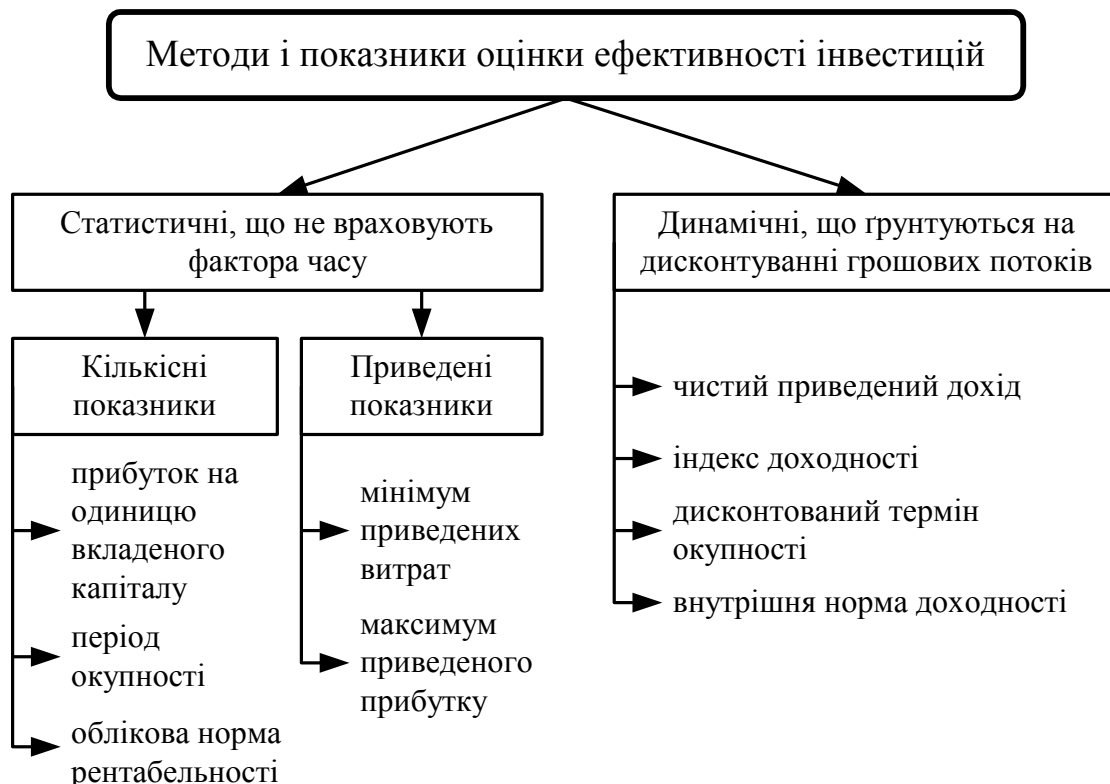 Методи і показники оцінки ефективності інвестицій
Статистичні, що не враховують
фактора часу
Динамічні, що ґрунтуються на
дисконтуванні грошових потоків
Кількісні
показники
Приведені
показники
прибуток на
одиницю
вкладеного
капіталу
період
окупності
облікова норма
рентабельності
мінімум
приведених
витрат
максимум
приведеного
прибутку
чистий приведений дохід
індекс доходності
дисконтований термін
окупності
внутрішня норма доходності